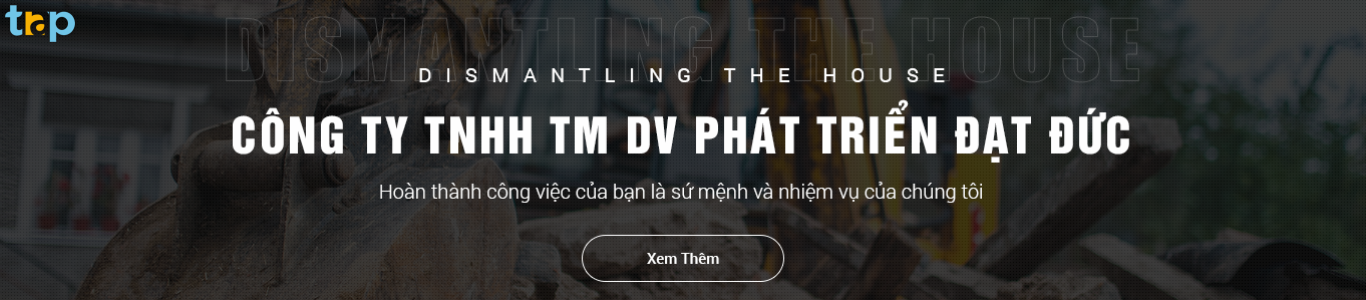 trap
DISMANTLING THE HOUSE
DISMANTLING THE HOUSE
CÔNG TY TNHH TM DV PHÁT TRIỂN ĐẠT ĐỨC
Hoàn thành công việc của bạn là sứ mệnh và nhiệm vụ của chúng tôi
Xem Thêm